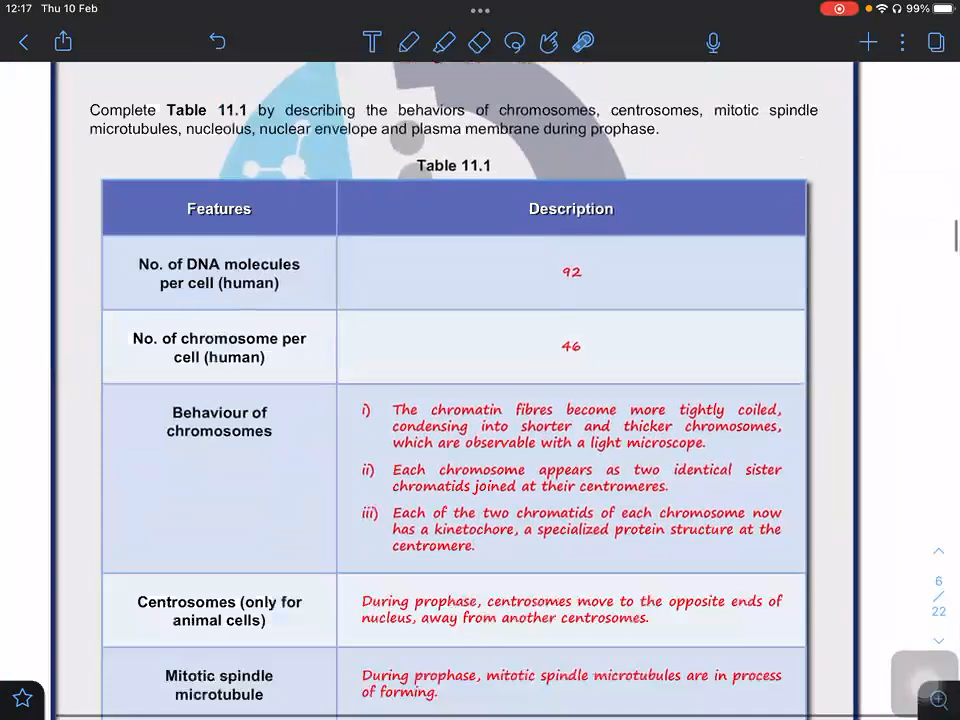 12:17 Thu 10 Feb
99%
Complete Table 11.1 by describing the behaviors of chromosomes, centrosomes, mitotic spindle
microtubules, nucleolus, nuclear envelope and plasma membrane during prophase.
Table 11.1
Features
Description
No. of DNA molecules
per cell (human)
92
No. of chromosome per
cell (human)
46
Behaviour of
chromosomes
i) The chromatin fibres become more tightly coiled,
condensing into shorter and thicker chromosomes,
which are observable with a light microscope.
ii) Each chromosome appears as two identical sister
chromatids joined at their centromeres.
iii) Each of the two chromatids of each chromosome now
has a kinetochore, a specialized protein structure at the
centromere.
Centrosomes (only for
animal cells)
During prophase, centrosomes move to the opposite ends of
nucleus, away from another centrosomes.
Mitotic spindle
microtubule
During prophase, mitotic spindle microtubules are in process
of forming.
6
/
22